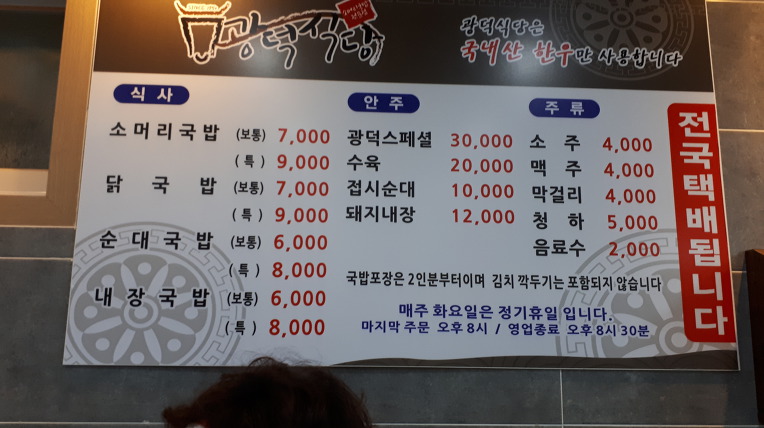 광덕식당
광덕식당은
국내산 한우만 사용합니다
식사
소머리국밥 (보통) 7,000
(특) 9,000
닭국밥 (보통) 7,000
(특) 9,000
순대국밥 (보통) 6,000
(특) 8,000
내장국밥 (보통) 6,000
(특) 8,000
안주
광덕스페셜 30,000
수육 20,000
접시순대 10,000
돼지내장 12,000
주류
소주 4,000
맥주 4,000
막걸리 4,000
청하 5,000
음료수 2,000
국밥포장은 2인분부터이며 김치 깍두기는 포함되지 않습니다
매주 화요일은 정기휴일 입니다.
마지막 주문 오후 8시 / 영업종료 오후 8시 30분
전국택배됩니다